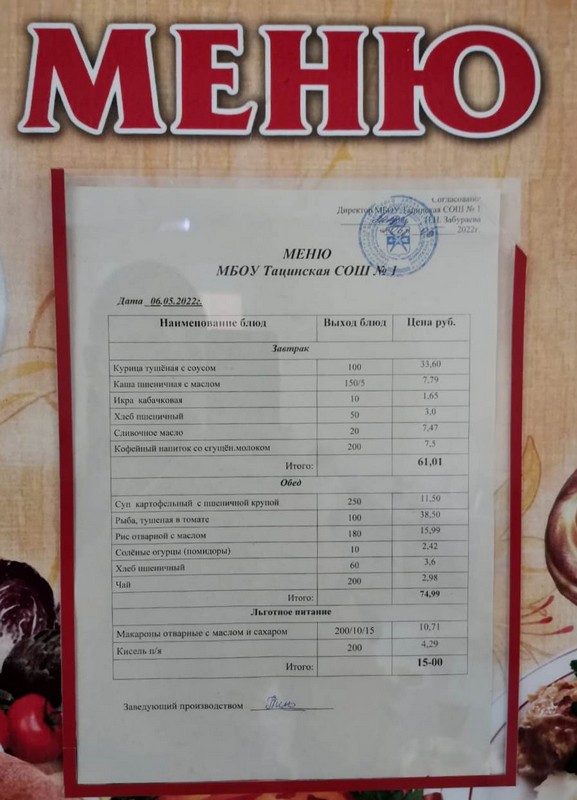 МЕНЮ
Согласовано:
Директор МБОУ Тацинская СОШ № 1
Забураева
2022г.
МЕНЮ
МБОУ Тацинская СОШ № 1
Дата 06.05.2022г.
Наименование блюд Выход блюд Цена руб.
Завтрак
Курица тушёная с соусом 100 33,60
Каша пшеничная с маслом 150/5 7,79
Икра кабачковая 10 1,65
Хлеб пшеничный 50 3,0
Сливочное масло 20 7,47
Кофейный напиток со сгущён.молоком 200 7,5
Итого: 61,01
Обед
Суп картофельный с пшеничной крупой 250 11,50
Рыба, тушеная в томате 100 38,50
Рис отварной с маслом 180 15,99
Солёные огурцы (помидоры) 10 2,42
Хлеб пшеничный 60 3,6
Чай 200 2,98
Итого: 74,99
Льготное питание
Макароны отварные с маслом и сахаром 200/10/15 10,71
Кисель п/я 200 4,29
Итого: 15-00
Заведующий производством